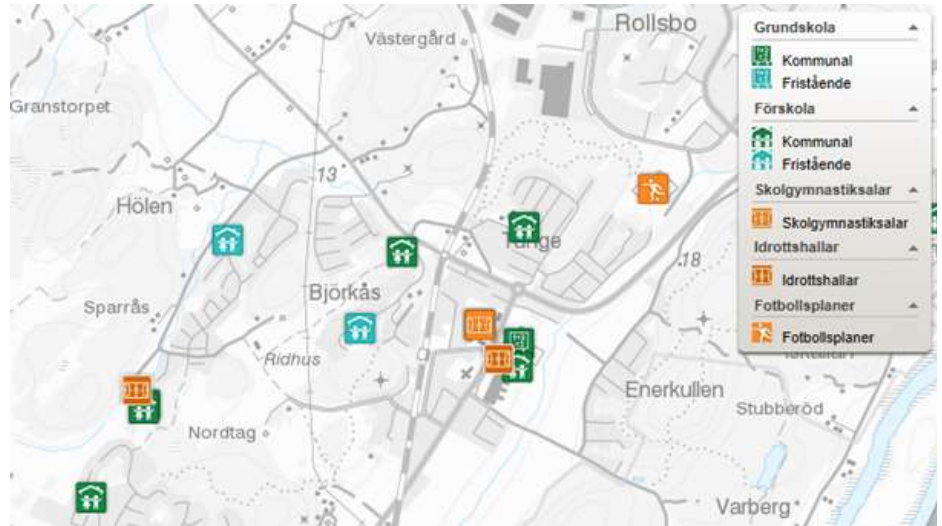 Rollsbo
Västergård
Granstorpet
13
Hölen
Tunge
18
Björkås
Sparrås
Ridhus
Enerkullen
Stubberöd
Nordtag
Varberg
Grundskola
Kommunal
Fristående
Förskola
Kommunal
Fristående
Skolgymnastiksalar
Skolgymnastiksalar
Idrottshallar
Idrottshallar
Fotbollsplaner
Fotbollsplaner